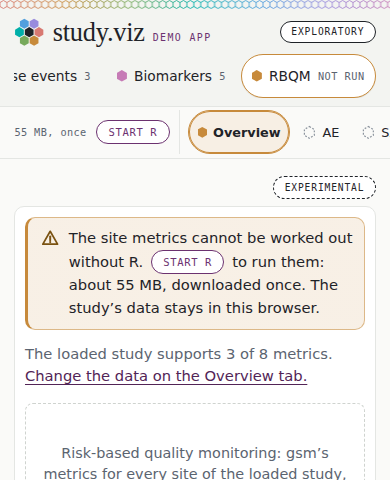 study.viz DEMO APP EXPLORATORY
se events 3 Biomarkers 5 RBQM NOT RUN
55 MB, once START R Overview AE S
EXPERIMENTAL
The site metrics cannot be worked out
without R. START R to run them:
about 55 MB, downloaded once. The
study’s data stays in this browser.
The loaded study supports 3 of 8 metrics.
Change the data on the Overview tab.
Risk-based quality monitoring: gsm’s
metrics for every site of the loaded study,